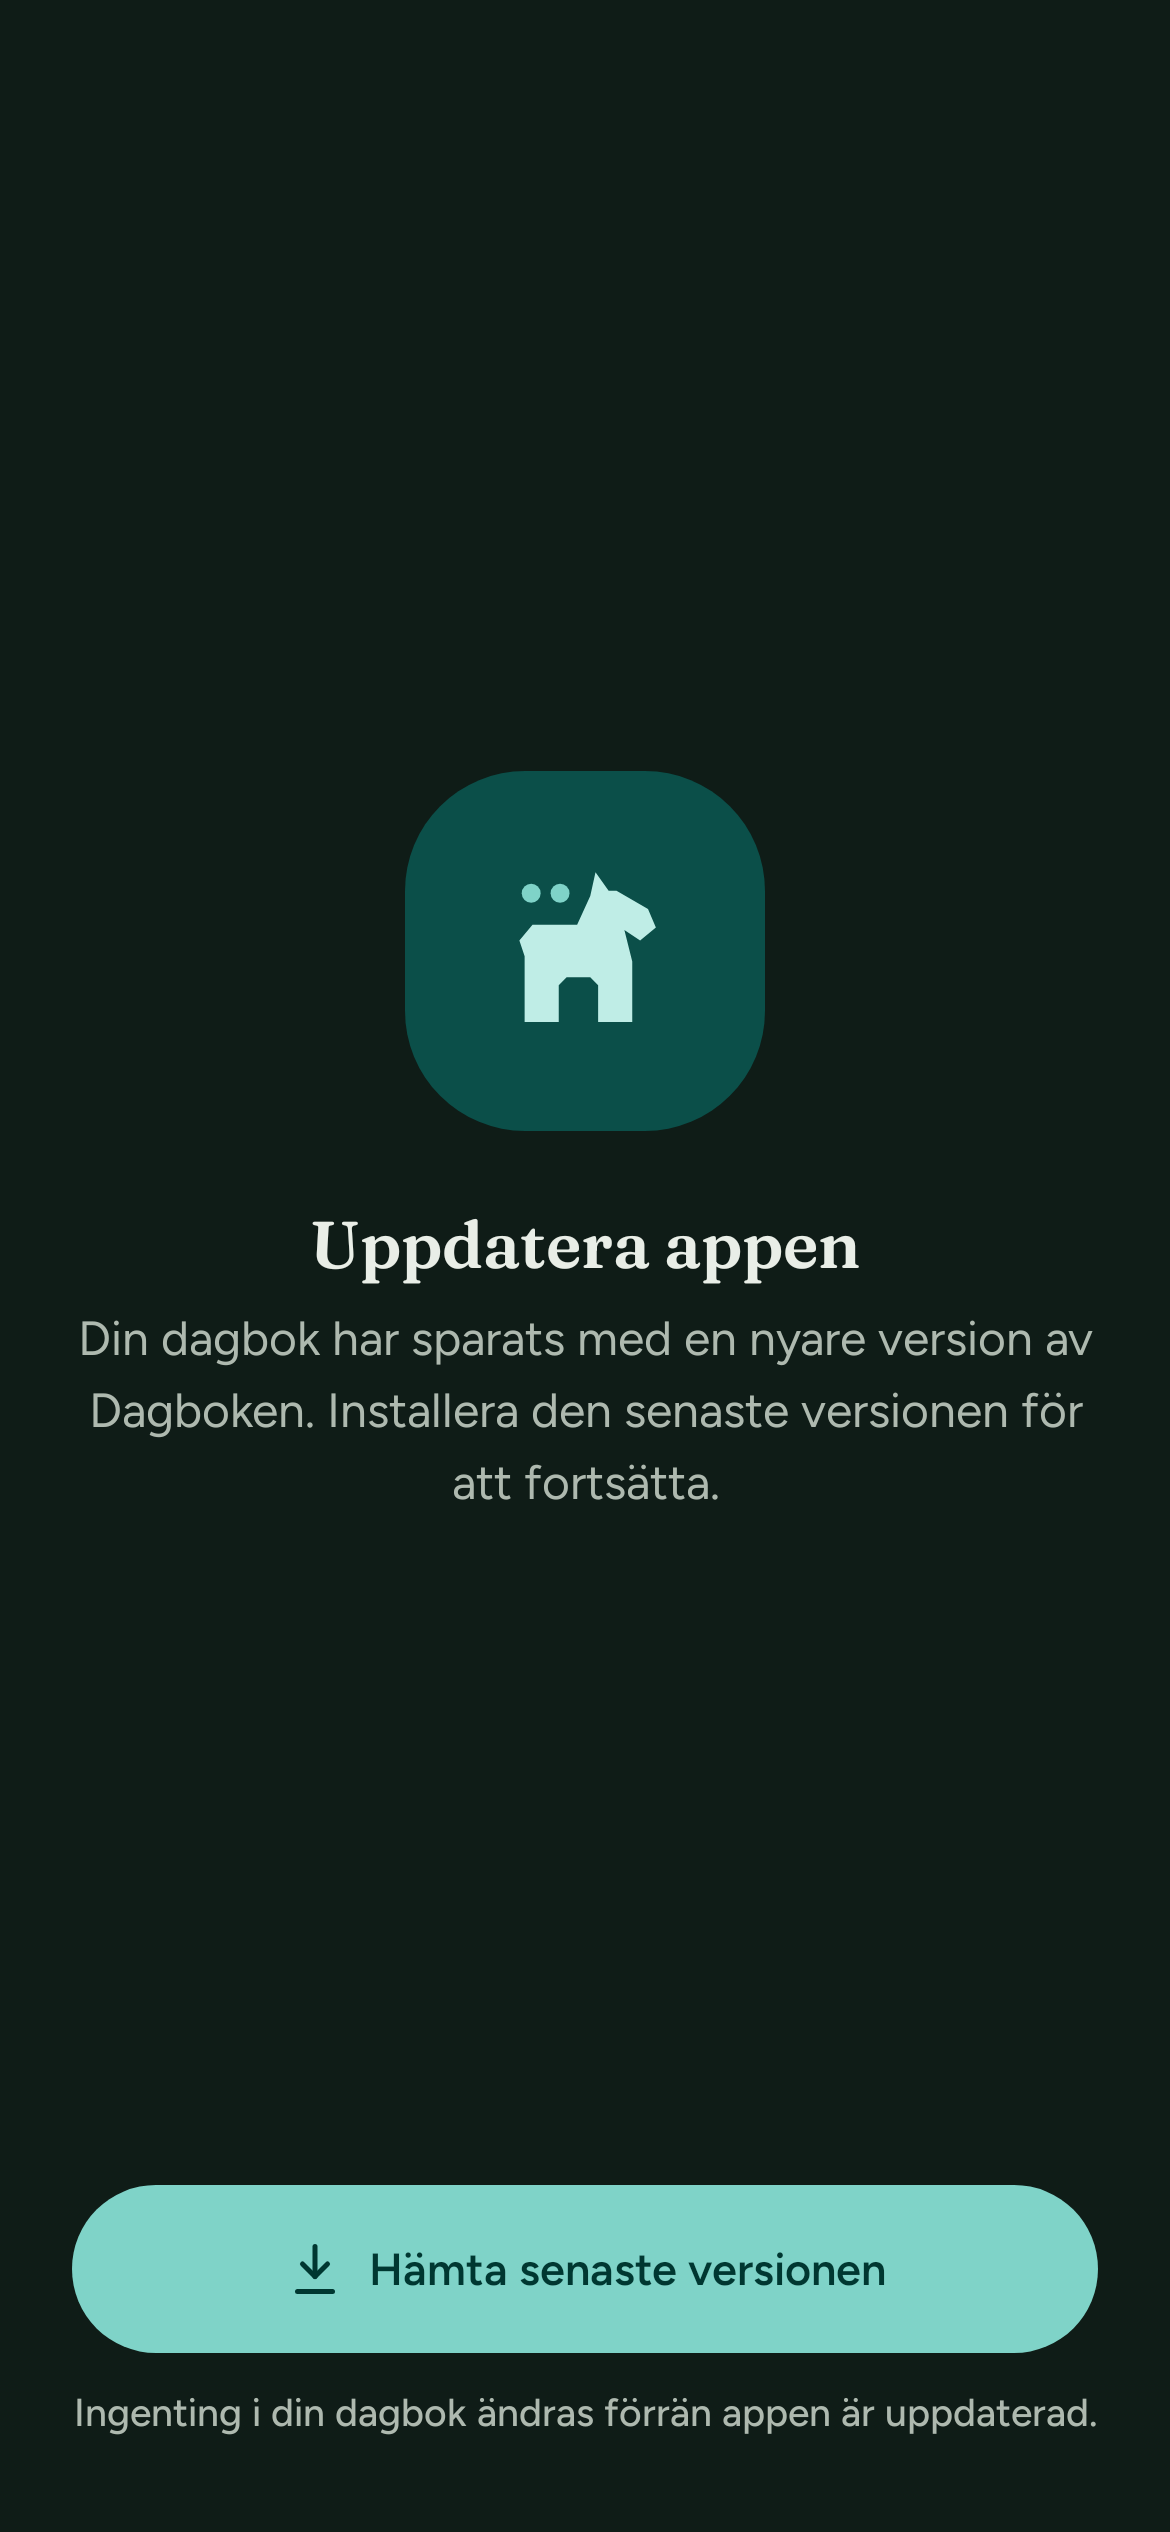 Uppdatera appen
Din dagbok har sparats med en nyare version av
Dagboken. Installera den senaste versionen för
att fortsätta.
Hämta senaste versionen
Ingenting i din dagbok ändras förrän appen är uppdaterad.